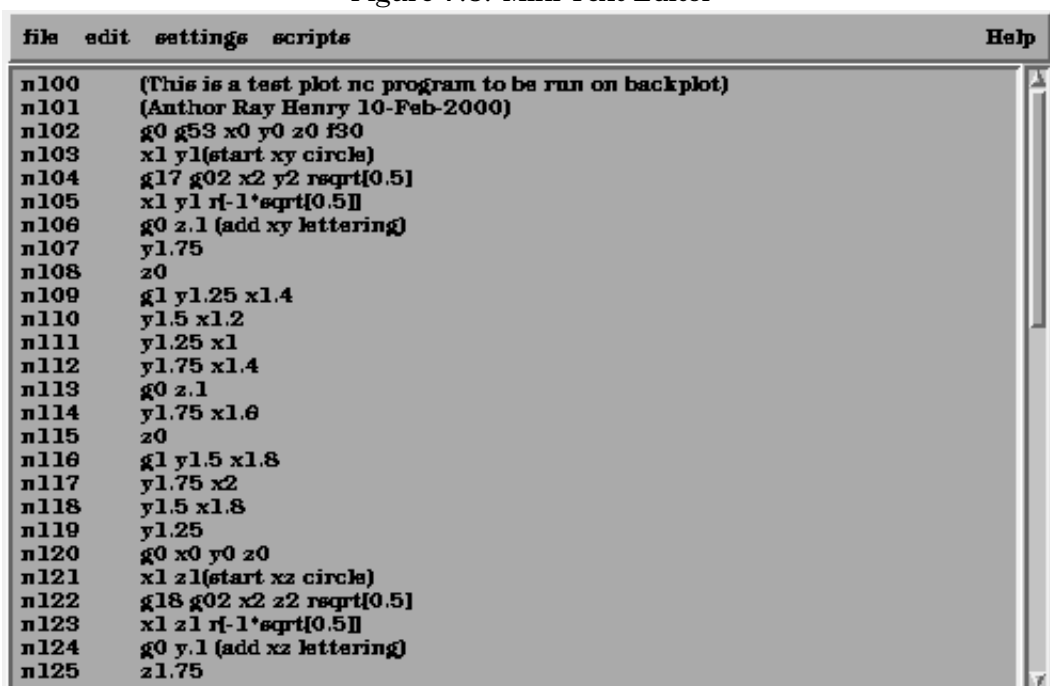 Figure 7.3: Mini Text Editor
file edit settings scripts Help
n100 (This is a test plot nc program to be run on backplot)
n101 (Author Ray Henry 10-Feb-2000)
n102 g0 g53 x0 y0 z0 f30
n103 x1 y1(start xy circle)
n104 g17 g02 x2 y2 rsqrt[0.5]
n105 x1 y1 r[-1*sqrt[0.5]]
n106 g0 z.1 (add xy lettering)
n107 y1.75
n108 z0
n109 g1 y1.25 x1.4
n110 y1.5 x1.2
n111 y1.25 x1
n112 y1.75 x1.4
n113 g0 z.1
n114 y1.75 x1.6
n115 z0
n116 g1 y1.5 x1.8
n117 y1.75 x2
n118 y1.5 x1.8
n119 y1.25
n120 g0 x0 y0 z0
n121 x1 z1(start xz circle)
n122 g18 g02 x2 z2 rsqrt[0.5]
n123 x1 z1 r[-1*sqrt[0.5]]
n124 g0 y.1 (add xz lettering)
n125 z1.75